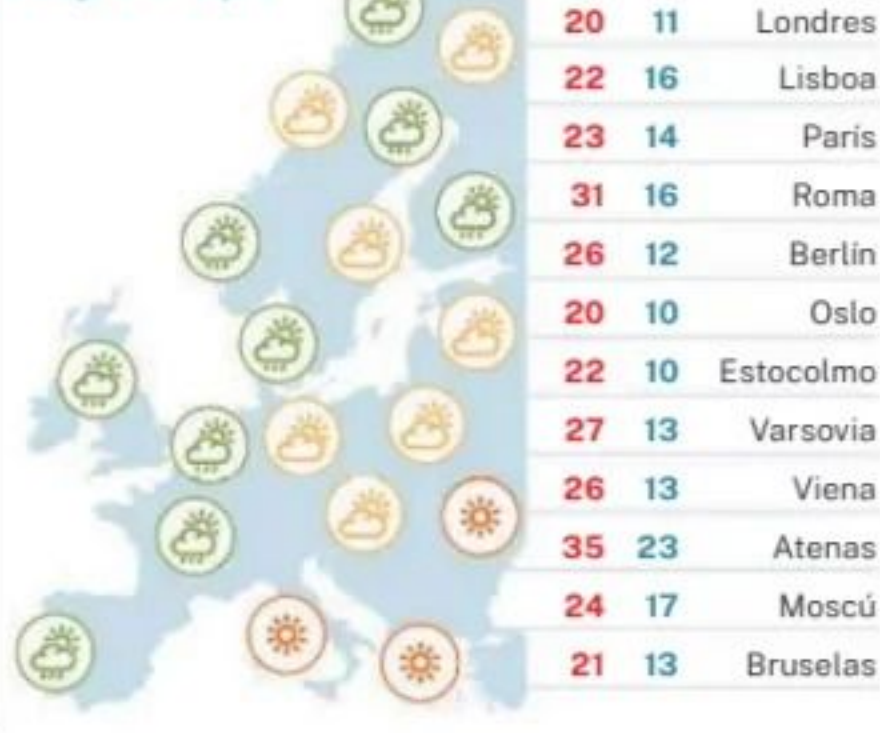 20 11 Londres
22 16 Lisboa
23 14 París
31 16 Roma
26 12 Berlín
20 10 Oslo
22 10 Estocolmo
27 13 Varsovia
26 13 Viena
35 23 Atenas
24 17 Moscú
21 13 Bruselas